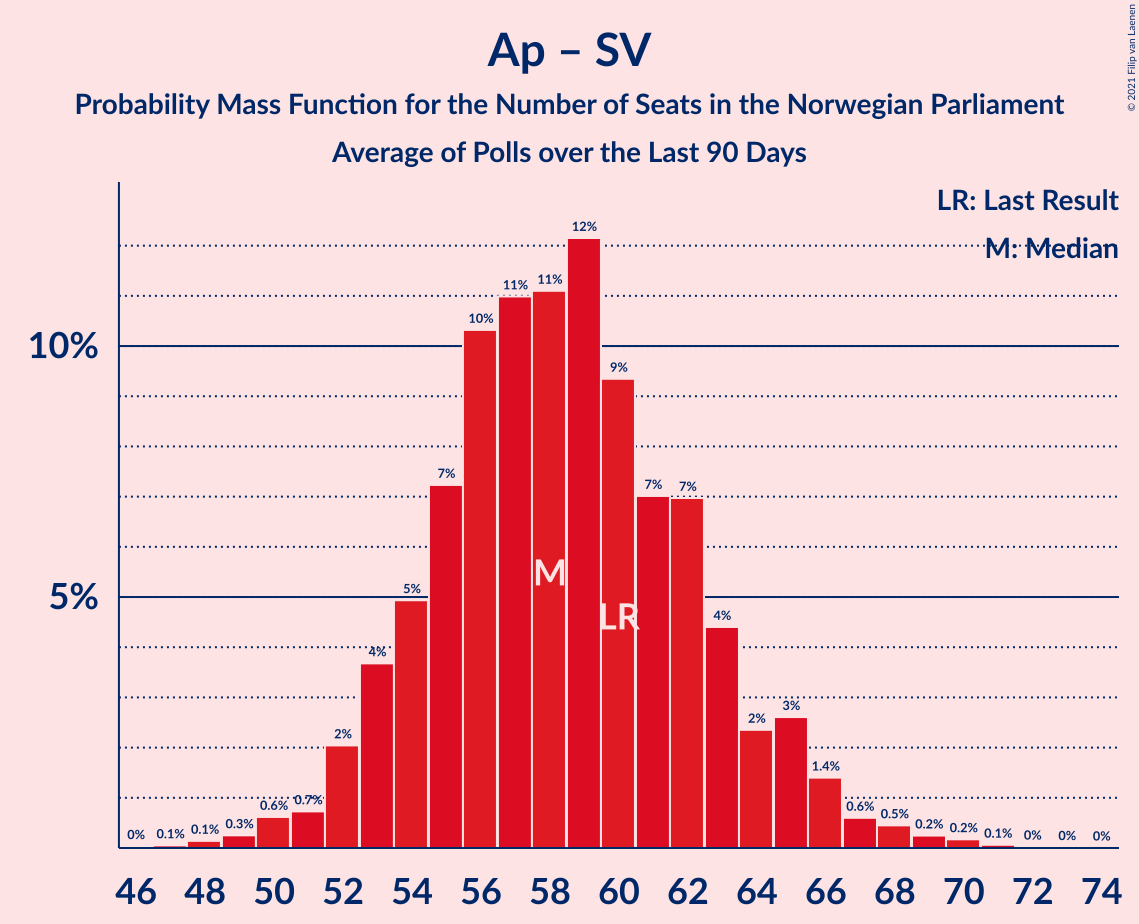 Ap – SV
Probability Mass Function for the Number of Seats in the Norwegian Parliament
Average of Polls over the Last 90 Days
© 2021 Filip van Laenen
LR: Last Result
M: Median
10%
5%
0% 0.1% 0.1% 0.3% 0.6% 0.7% 2% 4% 5% 7% 10% 11% 11% 12% 9% 7% 7% 4% 2% 3% 1.4% 0.6% 0.5% 0.2% 0.2% 0.1% 0% 0% 0%
M
LR
46 48 50 52 54 56 58 60 62 64 66 68 70 72 74